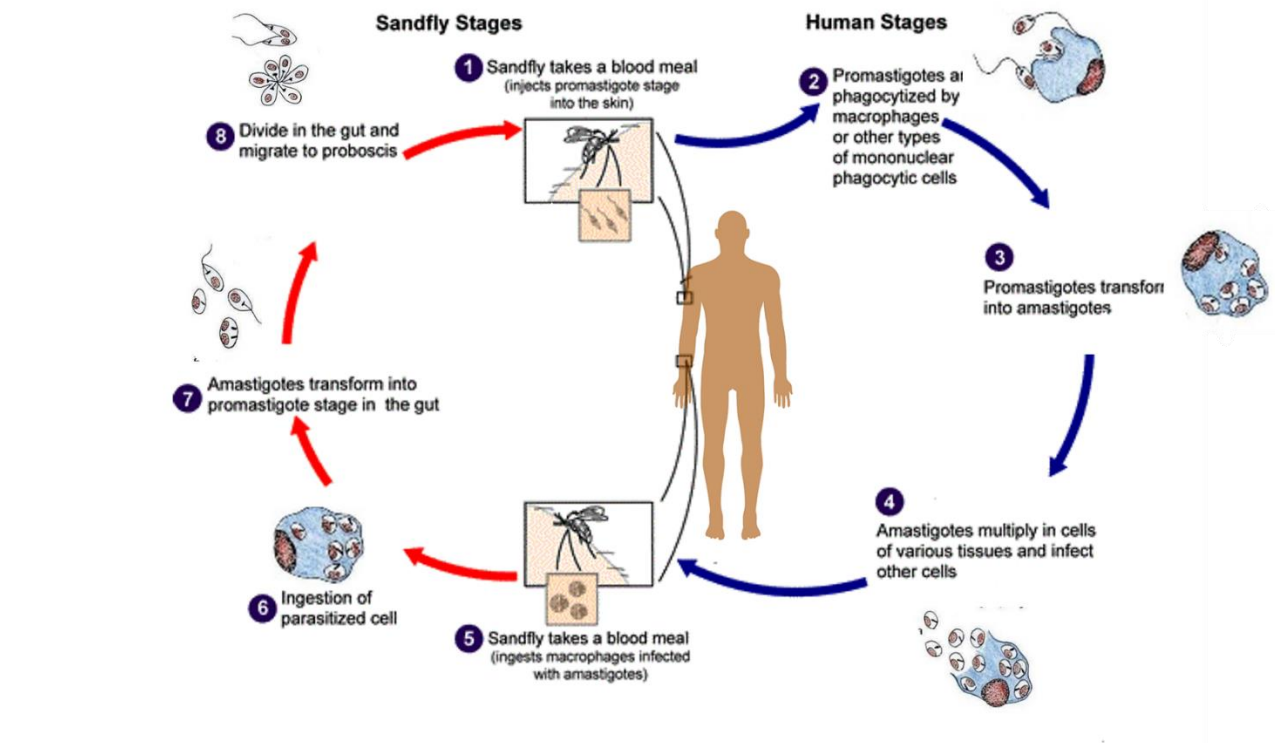 Sandfly Stages
Human Stages
1 Sandfly takes a blood meal
(injects promastigote stage
into the skin)
2 Promastigotes ar
phagocytized by
macrophages
or other types
of mononuclear
phagocytic cells
3
Promastigotes transfor
into amastigotes
4
Amastigotes multiply in cells
of various tissues and infect
other cells
5 Sandfly takes a blood meal
(ingests macrophages infected
with amastigotes)
6 Ingestion of
parasitized cell
7 Amastigotes transform into
promastigote stage in the gut
8 Divide in the gut and
migrate to proboscis